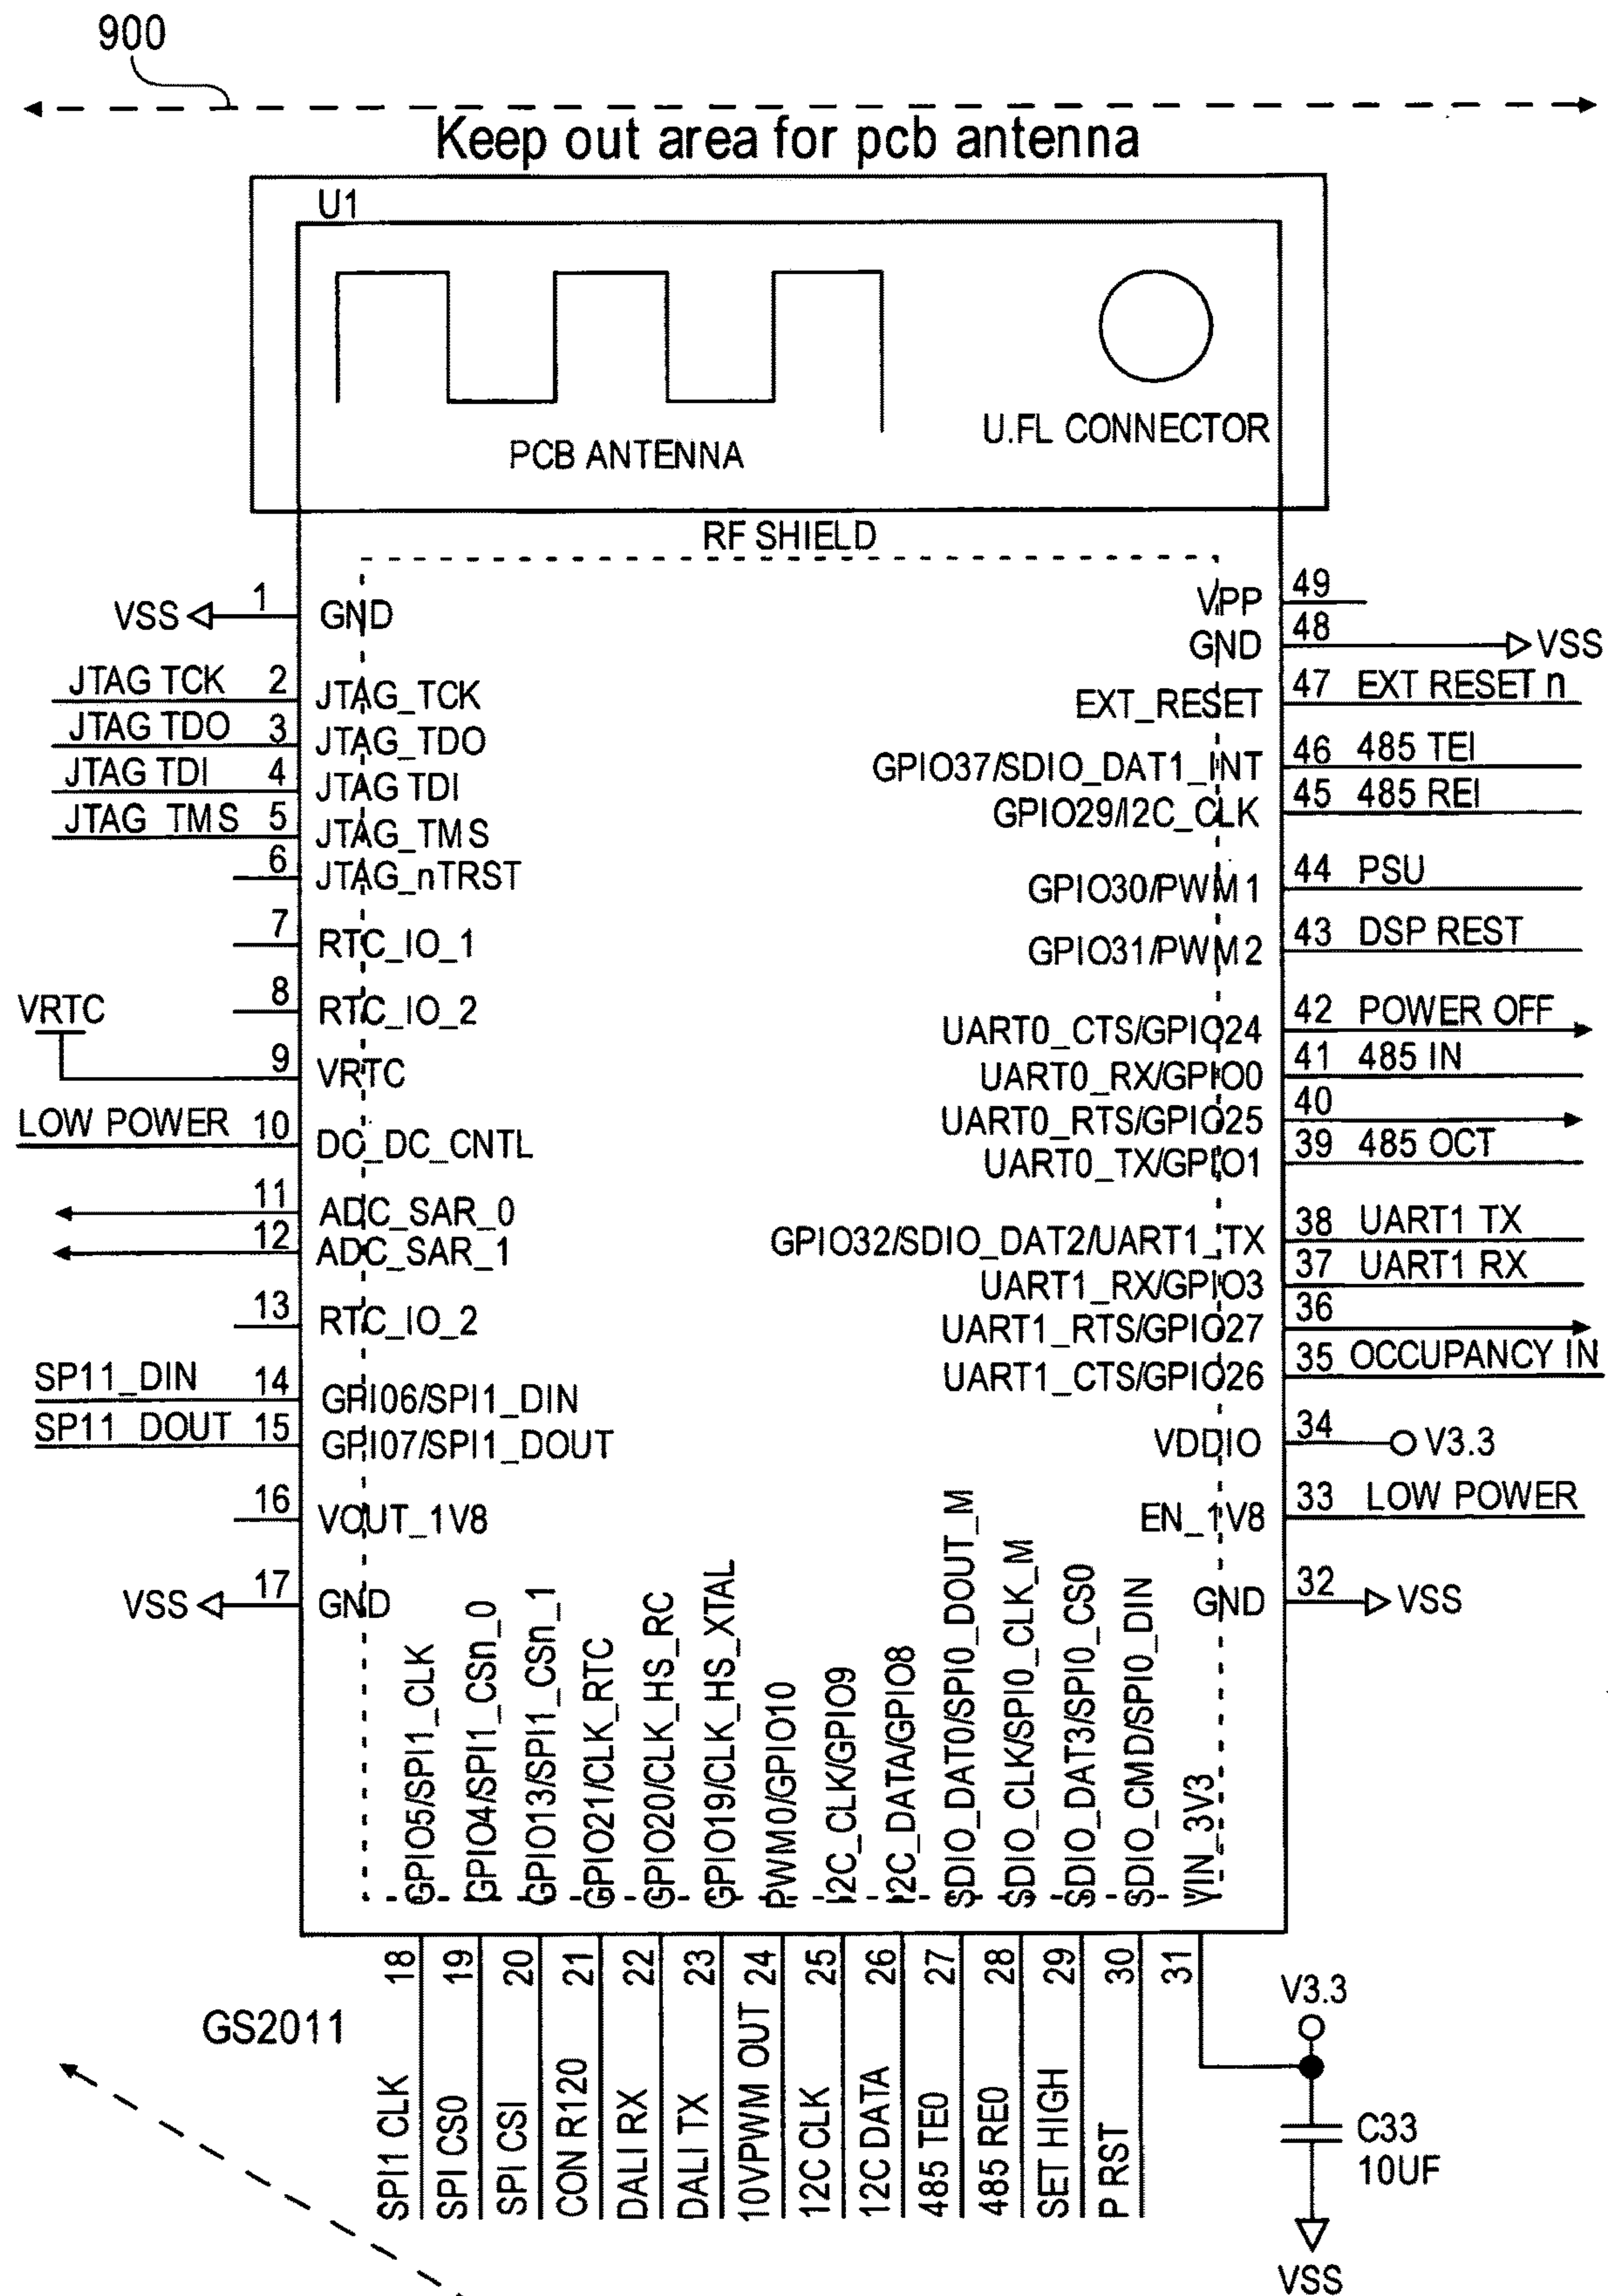 900
Keep out area for pcb antenna
U1
PCB ANTENNA
U.FL CONNECTOR
RF SHIELD
VSS 1 GND
JTAG TCK 2 JTAG_TCK
JTAG TDO 3 JTAG_TDO
JTAG TDI 4 JTAG TDI
JTAG TMS 5 JTAG_TMS
6 JTAG_nTRST
7 RTC_IO_1
8 RTC_IO_2
VRTC
9 VRTC
LOW POWER 10 DC_DC_CNTL
11 ADC_SAR_0
12 ADC_SAR_1
13 RTC_IO_2
SP11_DIN 14 GPIO6/SPI1_DIN
SP11 DOUT 15 GPIO7/SPI1_DOUT
16 VOUT_1V8
VSS 17 GND
VPP 49
GND 48 VSS
EXT_RESET 47 EXT RESET n
GPIO37/SDIO_DAT1_INT 46 485 TEI
GPIO29/I2C_CLK 45 485 REI
GPIO30/PWM1 44 PSU
GPIO31/PWM2 43 DSP REST
UART0_CTS/GPIO24 42 POWER OFF
UART0_RX/GPIO0 41 485 IN
UART0_RTS/GPIO25 40
UART0_TX/GPIO1 39 485 OCT
GPIO32/SDIO_DAT2/UART1_TX 38 UART1 TX
UART1_RX/GPIO3 37 UART1 RX
UART1_RTS/GPIO27 36
UART1_CTS/GPIO26 35 OCCUPANCY IN
VDDIO 34 V3.3
EN_1V8 33 LOW POWER
GND 32 VSS
GPIO5/SPI1_CLK 18 SPI1 CLK
GPIO4/SPI1_CSn_0 19 SPI CS0
GPIO13/SPI1_CSn_1 20 SPI CSI
GPIO21/CLK_RTC 21 CON R120
GPIO20/CLK_HS_RC 22 DALI RX
GPIO19/CLK_HS_XTAL 23 DALI TX
PWM0/GPIO10 24 10VPWM OUT
I2C_CLK/GPIO9 25 12C CLK
I2C_DATA/GPIO8 26 12C DATA
SDIO_DAT0/SPI0_DOUT_M 27 485 TE0
SDIO_CLK/SPI0_CLK_M 28 485 RE0
SDIO_DAT3/SPI0_CS0 29 SET HIGH
SDIO_CMD/SPI0_DIN 30 P RST
VIN_3V3 31
GS2011
V3.3
C33
10UF
VSS